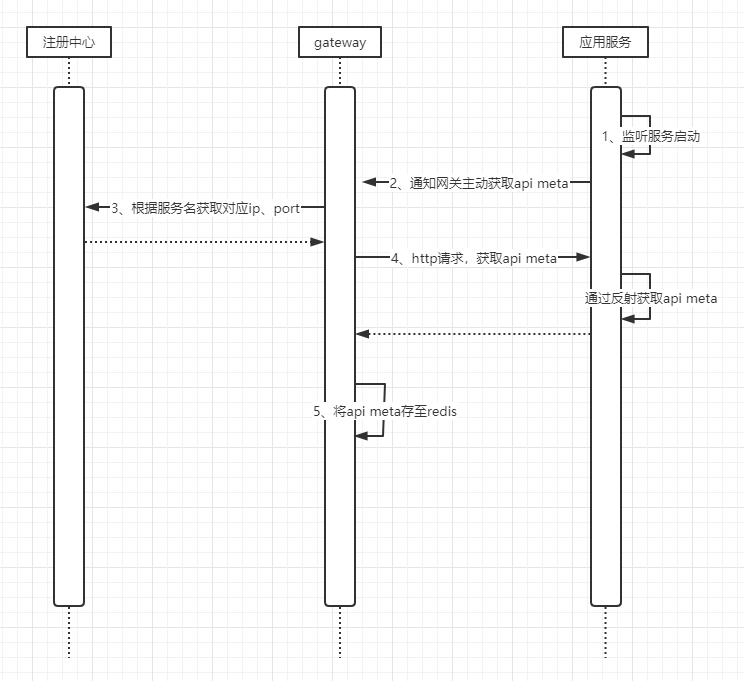 注册中心
gateway
应用服务
1、监听服务启动
2、通知网关主动获取api meta
3、根据服务名获取对应ip、port
4、http请求，获取api meta
通过反射获取api meta
5、将api meta存至redis